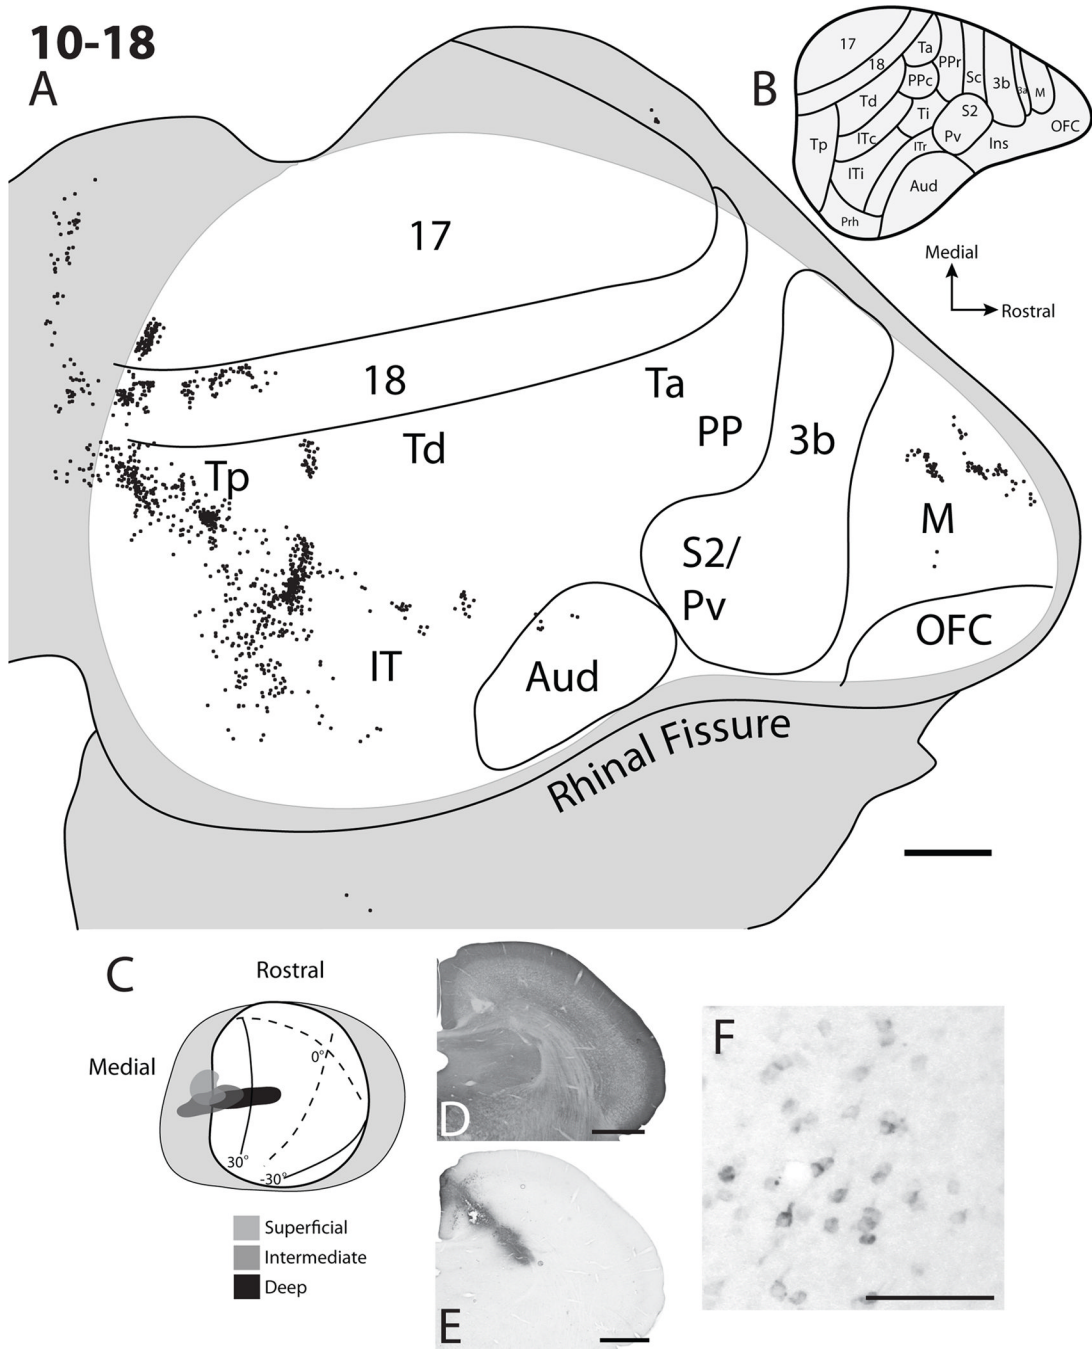 10-18
A
17
18
Ta
Td
PP
3b
Tp
M
S2/
Pv
OFC
IT
Aud
Rhinal Fissure
B
17
Ta
18
PPr
PPc
Sc
3b
3a
M
Td
Ti
S2
OFC
Tp
ITc
ITr
Pv
Ins
ITi
Aud
Prh
Medial
Rostral
C
Rostral
Medial
0°
30°
-30°
Superficial
Intermediate
Deep
D
E
F